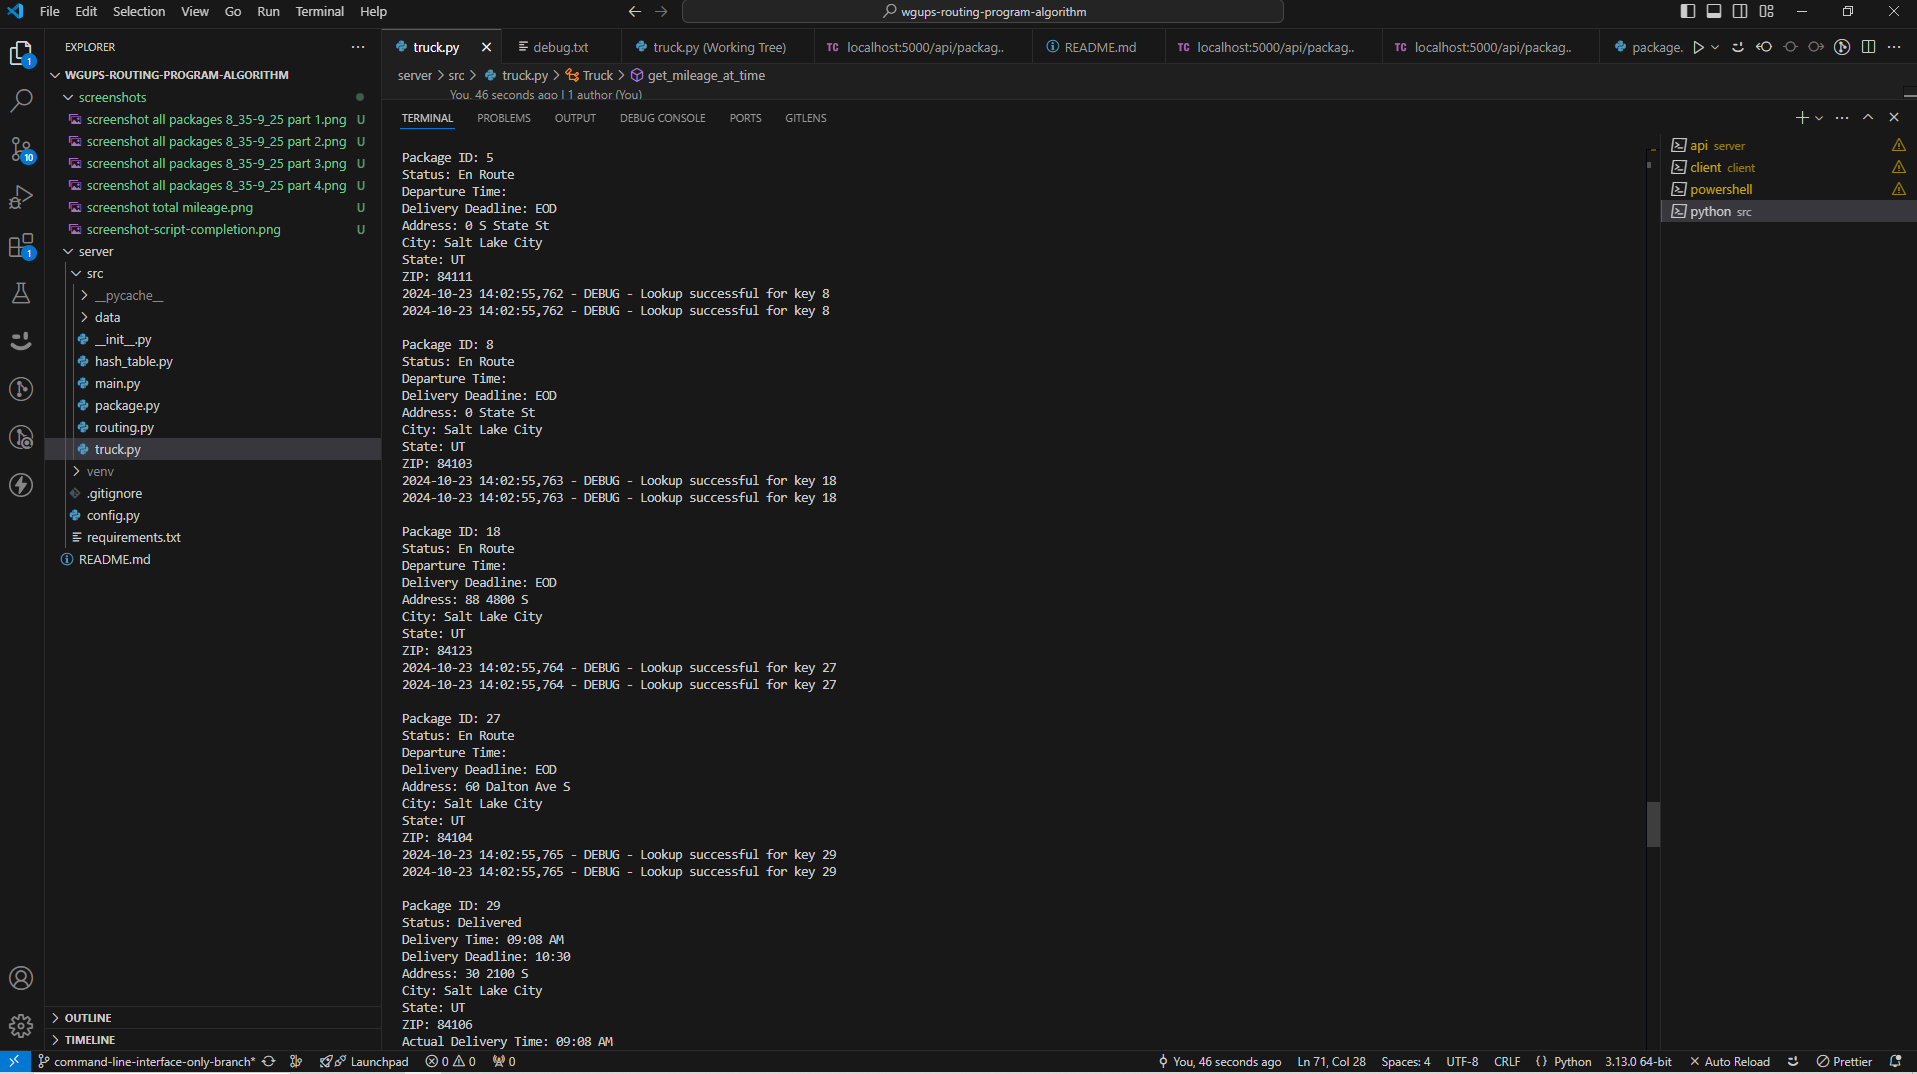 File Edit Selection View Go Run Terminal Help
wgups-routing-program-algorithm
EXPLORER
truck.py
debug.txt
truck.py (Working Tree)
TC localhost:5000/api/packag..
README.md
TC localhost:5000/api/packag..
TC localhost:5000/api/packag..
package.
WGUPS-ROUTING-PROGRAM-ALGORITHM
screenshots
screenshot all packages 8_35-9_25 part 1.png U
screenshot all packages 8_35-9_25 part 2.png U
screenshot all packages 8_35-9_25 part 3.png U
screenshot all packages 8_35-9_25 part 4.png U
screenshot total mileage.png U
screenshot-script-completion.png U
server
src
__pycache__
data
__init__.py
hash_table.py
main.py
package.py
routing.py
truck.py
venv
.gitignore
config.py
requirements.txt
README.md
OUTLINE
TIMELINE
1
10
1
server > src > truck.py > Truck > get_mileage_at_time
You, 46 seconds ago | 1 author (You)
TERMINAL PROBLEMS OUTPUT DEBUG CONSOLE PORTS GITLENS
Package ID: 5
Status: En Route
Departure Time:
Delivery Deadline: EOD
Address: 0 S State St
City: Salt Lake City
State: UT
ZIP: 84111
2024-10-23 14:02:55,762 - DEBUG - Lookup successful for key 8
2024-10-23 14:02:55,762 - DEBUG - Lookup successful for key 8
Package ID: 8
Status: En Route
Departure Time:
Delivery Deadline: EOD
Address: 0 State St
City: Salt Lake City
State: UT
ZIP: 84103
2024-10-23 14:02:55,763 - DEBUG - Lookup successful for key 18
2024-10-23 14:02:55,763 - DEBUG - Lookup successful for key 18
Package ID: 18
Status: En Route
Departure Time:
Delivery Deadline: EOD
Address: 88 4800 S
City: Salt Lake City
State: UT
ZIP: 84123
2024-10-23 14:02:55,764 - DEBUG - Lookup successful for key 27
2024-10-23 14:02:55,764 - DEBUG - Lookup successful for key 27
Package ID: 27
Status: En Route
Departure Time:
Delivery Deadline: EOD
Address: 60 Dalton Ave S
City: Salt Lake City
State: UT
ZIP: 84104
2024-10-23 14:02:55,765 - DEBUG - Lookup successful for key 29
2024-10-23 14:02:55,765 - DEBUG - Lookup successful for key 29
Package ID: 29
Status: Delivered
Delivery Time: 09:08 AM
Delivery Deadline: 10:30
Address: 30 2100 S
City: Salt Lake City
State: UT
ZIP: 84106
Actual Delivery Time: 09:08 AM
api server
client client
powershell
python src
command-line-interface-only-branch* Launchpad 0 0 0
You, 46 seconds ago Ln 71, Col 28 Spaces: 4 UTF-8 CRLF { } Python 3.13.0 64-bit Auto Reload Prettier